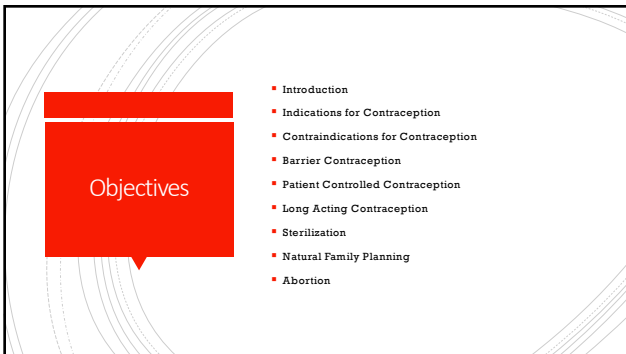 Objectives
Introduction
Indications for Contraception
Contraindications for Contraception
Barrier Contraception
Patient Controlled Contraception
Long Acting Contraception
Sterilization
Natural Family Planning
Abortion